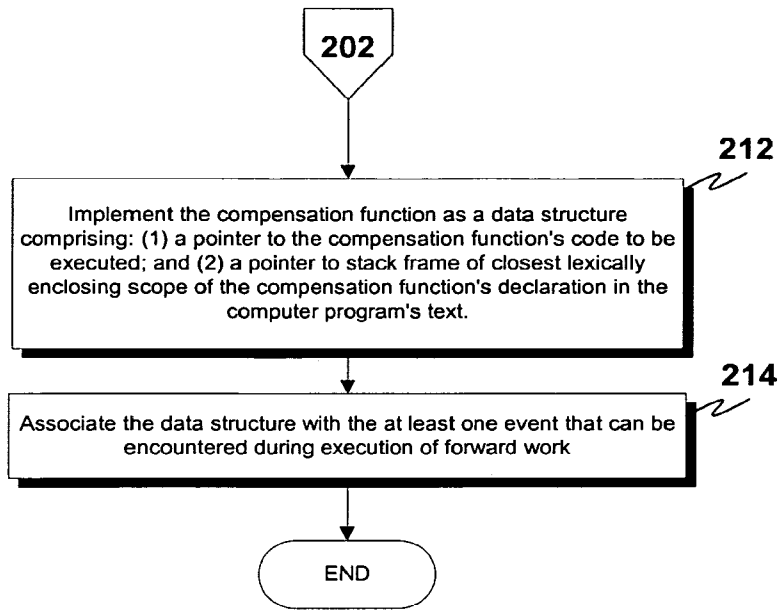 202
212
Implement the compensation function as a data structure
comprising: (1) a pointer to the compensation function's code to be
executed; and (2) a pointer to stack frame of closest lexically
enclosing scope of the compensation function's declaration in the
computer program's text.
214
Associate the data structure with the at least one event that can be
encountered during execution of forward work
END